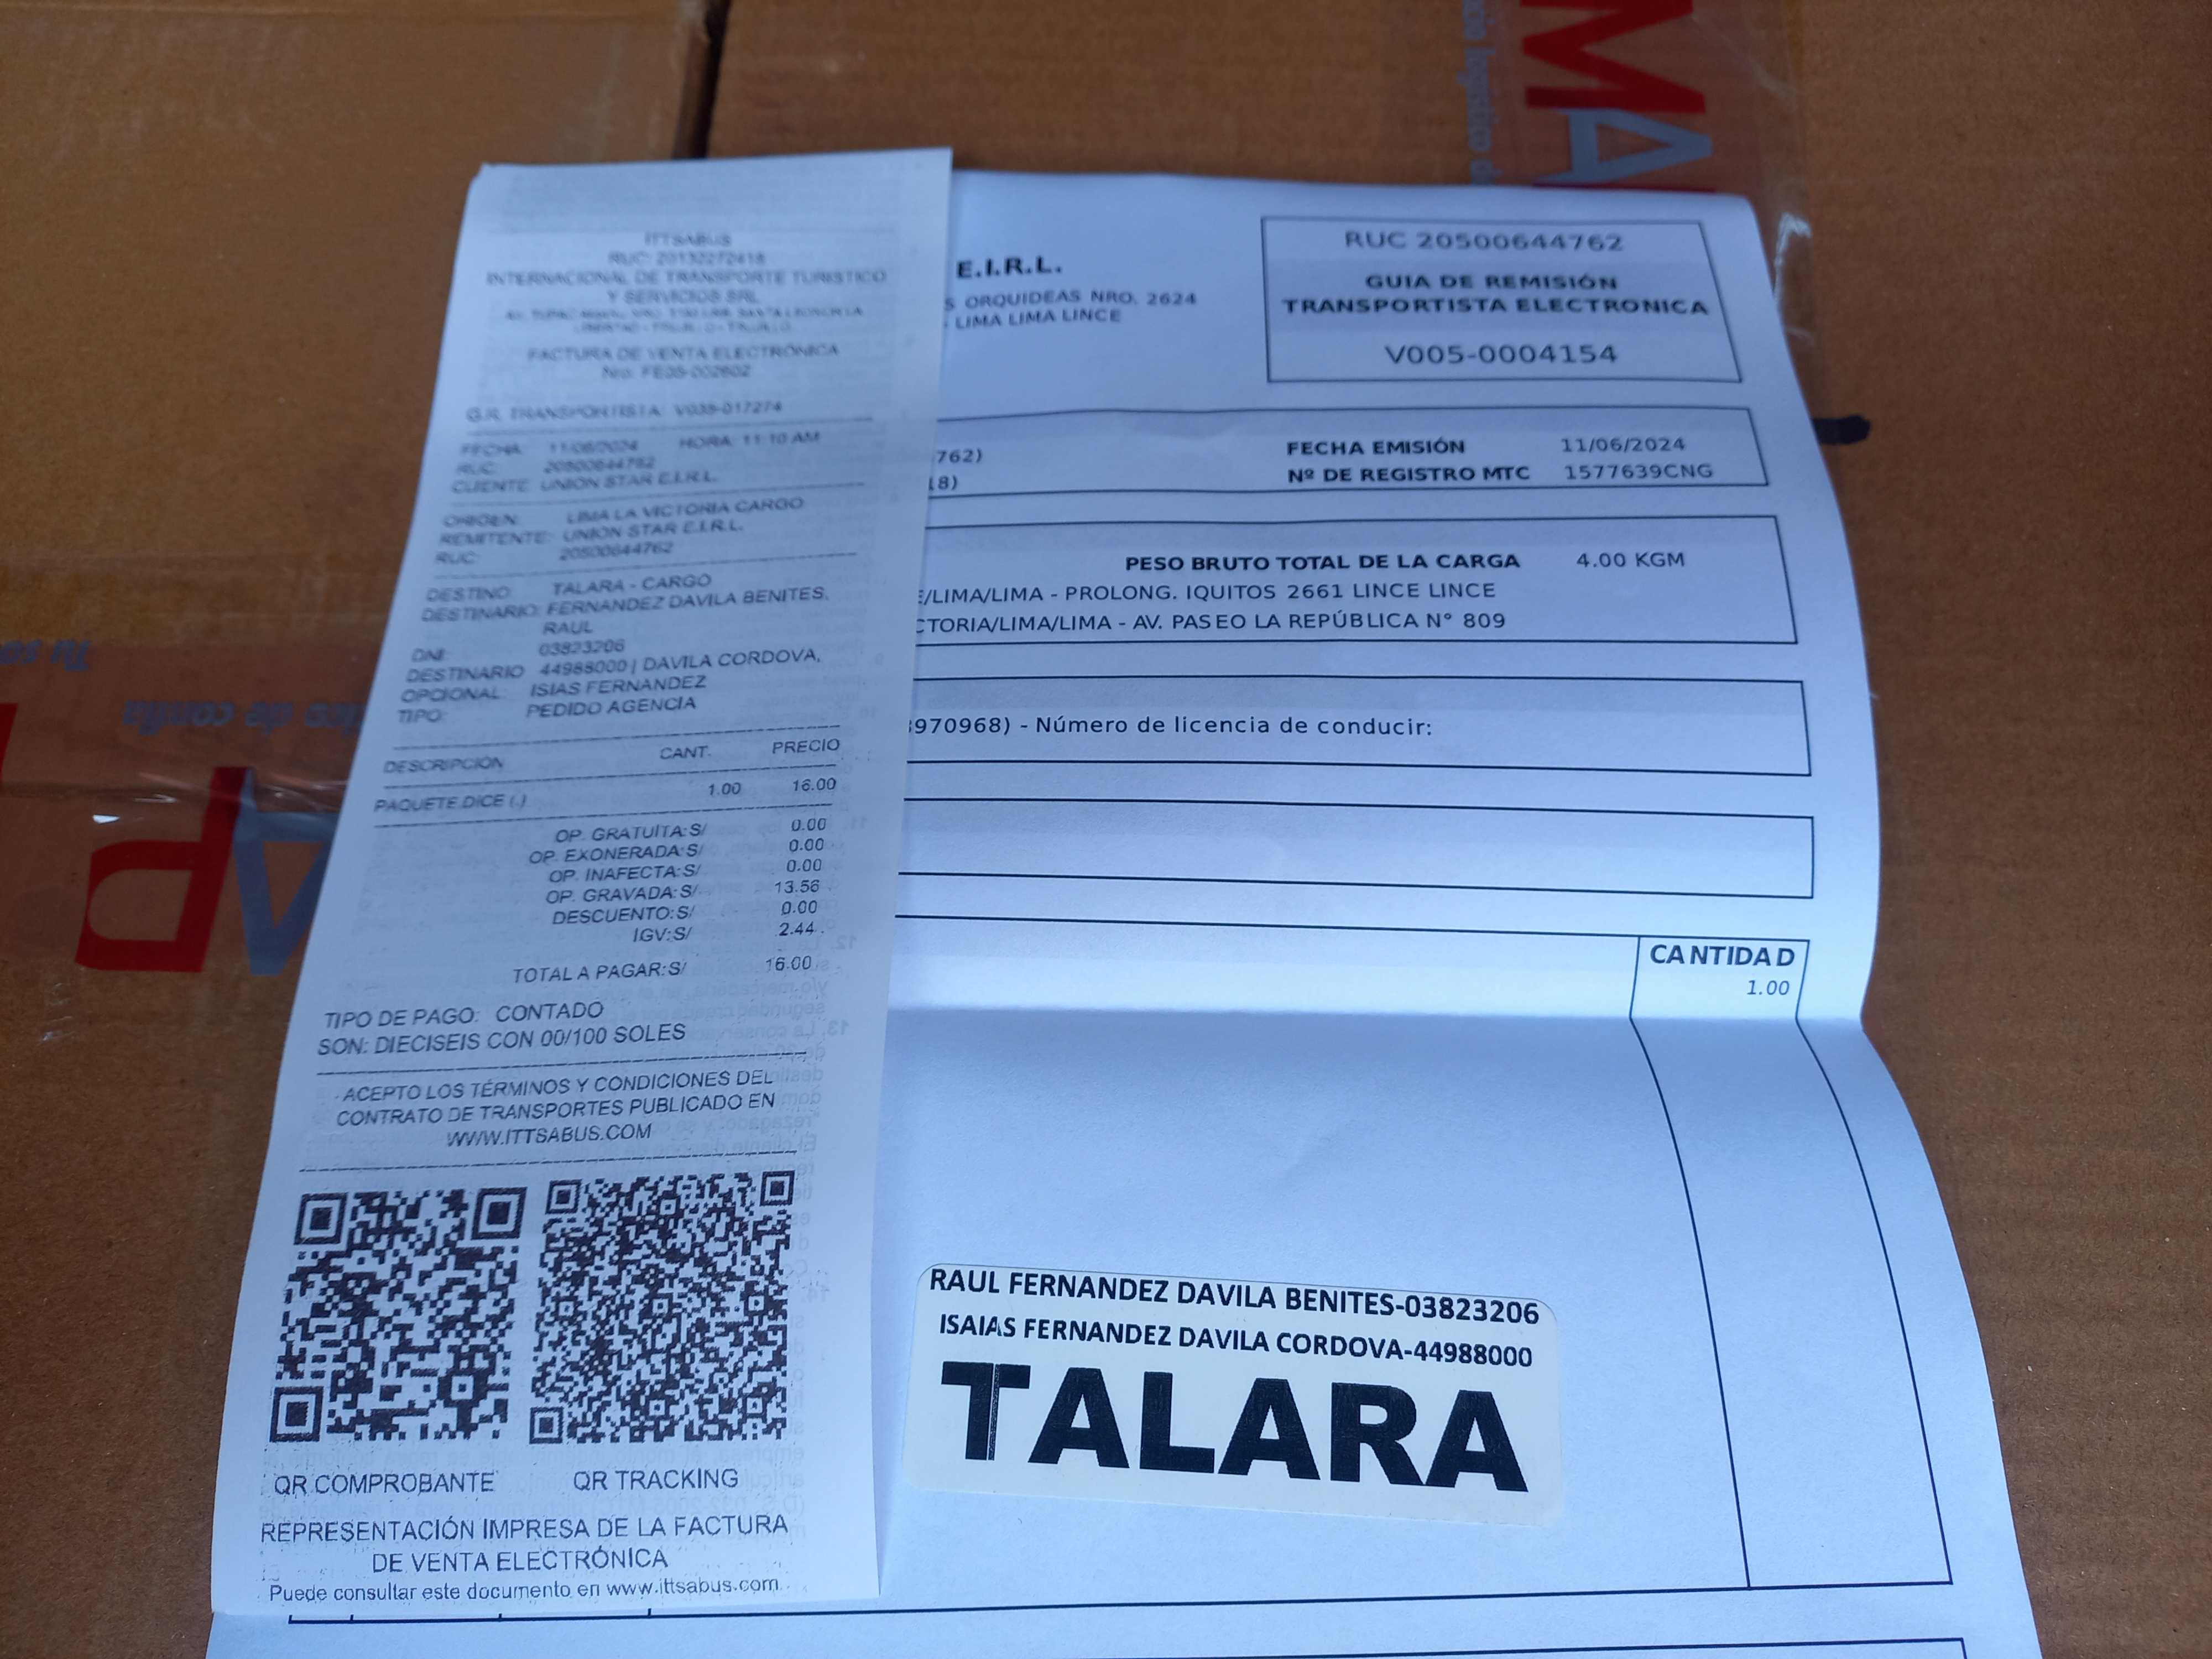 ITTSABUS
RUC: 20132272418
INTERNACIONAL DE TRANSPORTE TURISTICO
Y SERVICIOS SRL
FACTURA DE VENTA ELECTRÓNICA
Nro. FE05-002602
G.R. TRANSPORTISTA: V035-017274
FECHA: 11/06/2024 HORA: 11:10 AM
RUC: 20500644762
CLIENTE: UNION STAR E.I.R.L.
ORIGEN: LIMA LA VICTORIA CARGO
REMITENTE: UNION STAR E.I.R.L.
RUC: 20500644762
DESTINO: TALARA - CARGO
DESTINARIO: FERNANDEZ DAVILA BENITES,
RAUL
DNI: 03823206
DESTINARIO 44988000 | DAVILA CORDOVA,
OPCIONAL: ISIAS FERNANDEZ
TIPO: PEDIDO AGENCIA
DESCRIPCION CANT. PRECIO
PAQUETE DICE (.) 1.00 16.00
OP. GRATUITA:S/ 0.00
OP. EXONERADA:S/ 0.00
OP. INAFECTA:S/ 0.00
OP. GRAVADA:S/ 13.56
DESCUENTO:S/ 0.00
IGV:S/ 2.44
TOTAL A PAGAR:S/ 16.00
TIPO DE PAGO: CONTADO
SON: DIECISEIS CON 00/100 SOLES
ACEPTO LOS TÉRMINOS Y CONDICIONES DEL
CONTRATO DE TRANSPORTES PUBLICADO EN
WWW.ITTSABUS.COM
QR COMPROBANTE QR TRACKING
REPRESENTACIÓN IMPRESA DE LA FACTURA
DE VENTA ELECTRÓNICA
Puede consultar este documento en www.ittsabus.com
E.I.R.L.
S ORQUIDEAS NRO. 2624
- LIMA LIMA LINCE
RUC 20500644762
GUIA DE REMISIÓN
TRANSPORTISTA ELECTRONICA
V005-0004154
762)
18)
FECHA EMISIÓN 11/06/2024
Nº DE REGISTRO MTC 1577639CNG
PESO BRUTO TOTAL DE LA CARGA 4.00 KGM
E/LIMA/LIMA - PROLONG. IQUITOS 2661 LINCE LINCE
CTORIA/LIMA/LIMA - AV. PASEO LA REPÚBLICA N° 809
970968) - Número de licencia de conducir:
CANTIDAD
1.00
RAUL FERNANDEZ DAVILA BENITES-03823206
ISAIAS FERNANDEZ DAVILA CORDOVA-44988000
TALARA